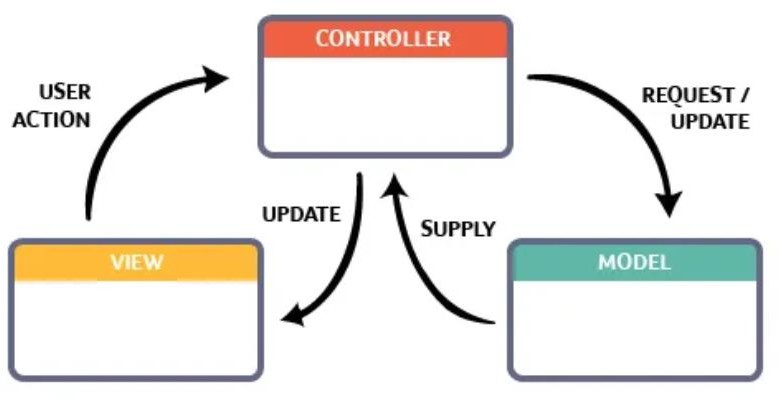 CONTROLLER
USER
ACTION
REQUEST /
UPDATE
UPDATE
SUPPLY
VIEW
MODEL